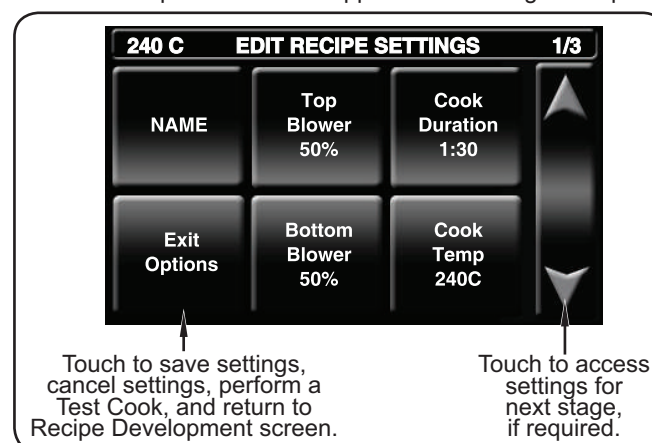 240 C EDIT RECIPE SETTINGS 1/3
NAME
Top
Blower
50%
Cook
Duration
1:30
Exit
Options
Bottom
Blower
50%
Cook
Temp
240C
Touch to save settings,
cancel settings, perform a
Test Cook, and return to
Recipe Development screen.
Touch to access
settings for
next stage,
if required.